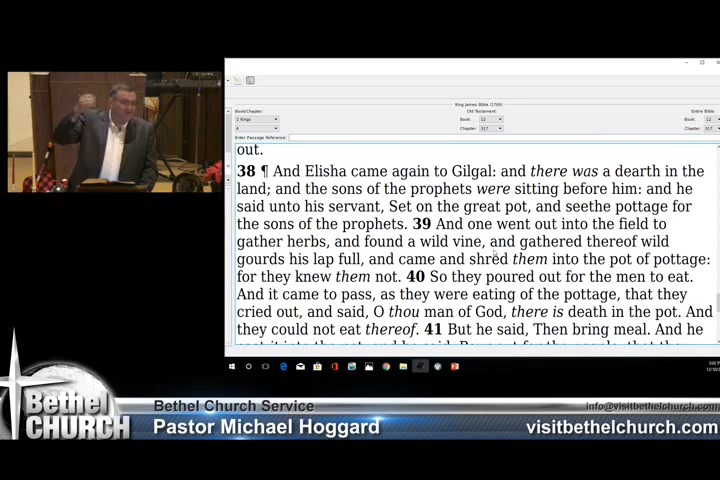 King James Bible (1769)
Book/Chapter:
Old Testament:
Entire Bible:
2 Kings
Book:
12
Book:
12
4
Chapter:
317
Chapter:
317
Enter Passage Reference:
out.
38 ¶ And Elisha came again to Gilgal: and there was a dearth in the
land; and the sons of the prophets were sitting before him: and he
said unto his servant, Set on the great pot, and seethe pottage for
the sons of the prophets. 39 And one went out into the field to
gather herbs, and found a wild vine, and gathered thereof wild
gourds his lap full, and came and shred them into the pot of pottage:
for they knew them not. 40 So they poured out for the men to eat.
And it came to pass, as they were eating of the pottage, that they
cried out, and said, O thou man of God, there is death in the pot. And
they could not eat thereof. 41 But he said, Then bring meal. And he
Bethel
CHURCH
Bethel Church Service
info@visitbethelchurch.com
Pastor Michael Hoggard
visitbethelchurch.com